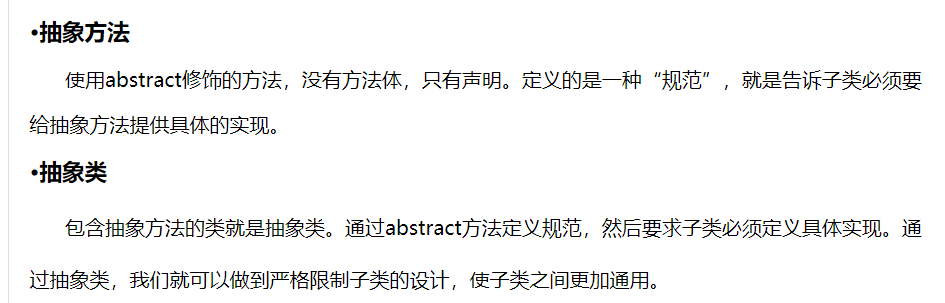 •抽象方法
使用abstract修饰的方法，没有方法体，只有声明。定义的是一种“规范”，就是告诉子类必须要
给抽象方法提供具体的实现。
•抽象类
包含抽象方法的类就是抽象类。通过abstract方法定义规范，然后要求子类必须定义具体实现。通
过抽象类，我们就可以做到严格限制子类的设计，使子类之间更加通用。